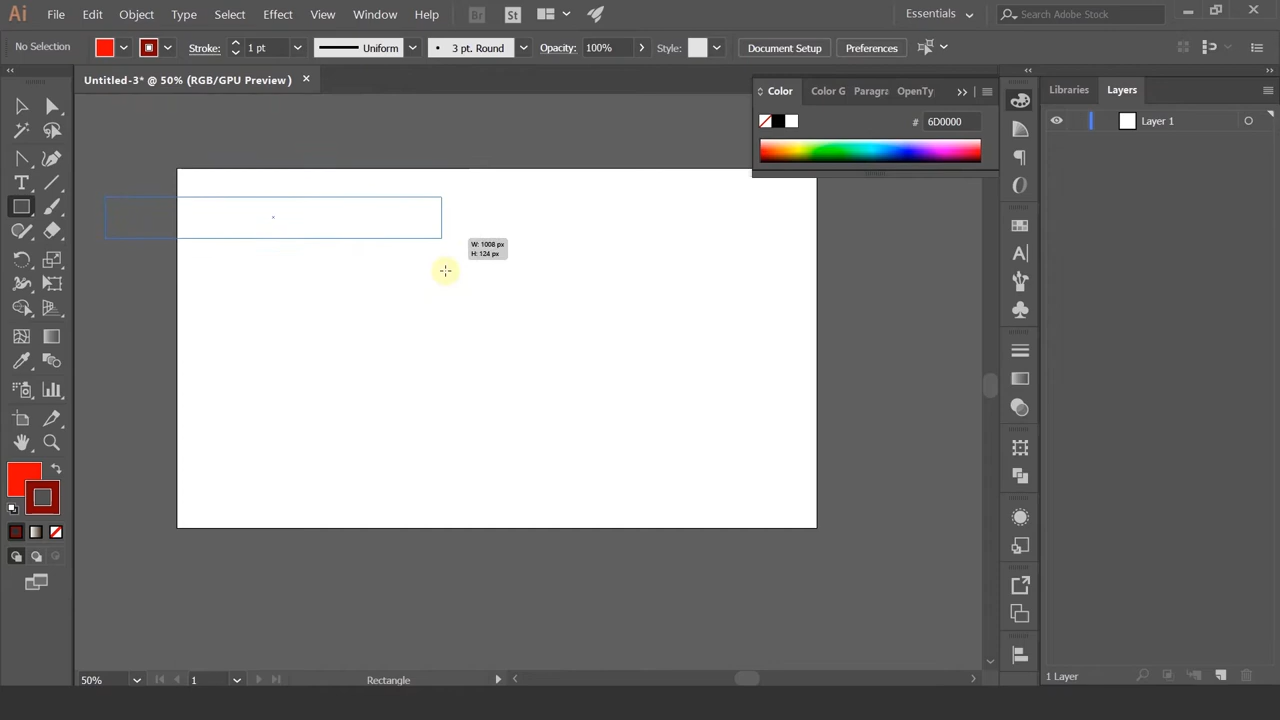 Ai File Edit Object Type Select Effect View Window Help Br St Essentials Search Adobe Stock
No Selection Stroke: 1 pt Uniform 3 pt. Round Opacity: 100% Style: Document Setup Preferences
Untitled-3* @ 50% (RGB/GPU Preview) ×
Color Color G Paragra OpenTy
# 6D0000
Libraries Layers
Layer 1
W: 1008 px
H: 124 px
50% 1 Rectangle
1 Layer